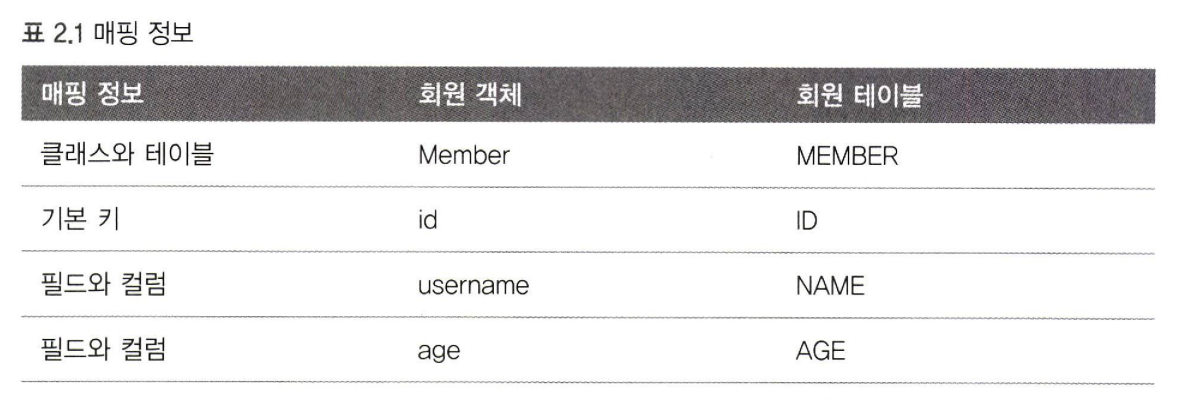 표 2.1 매핑 정보
매핑 정보 회원 객체 회원 테이블
클래스와 테이블 Member MEMBER
기본 키 id ID
필드와 컬럼 username NAME
필드와 컬럼 age AGE